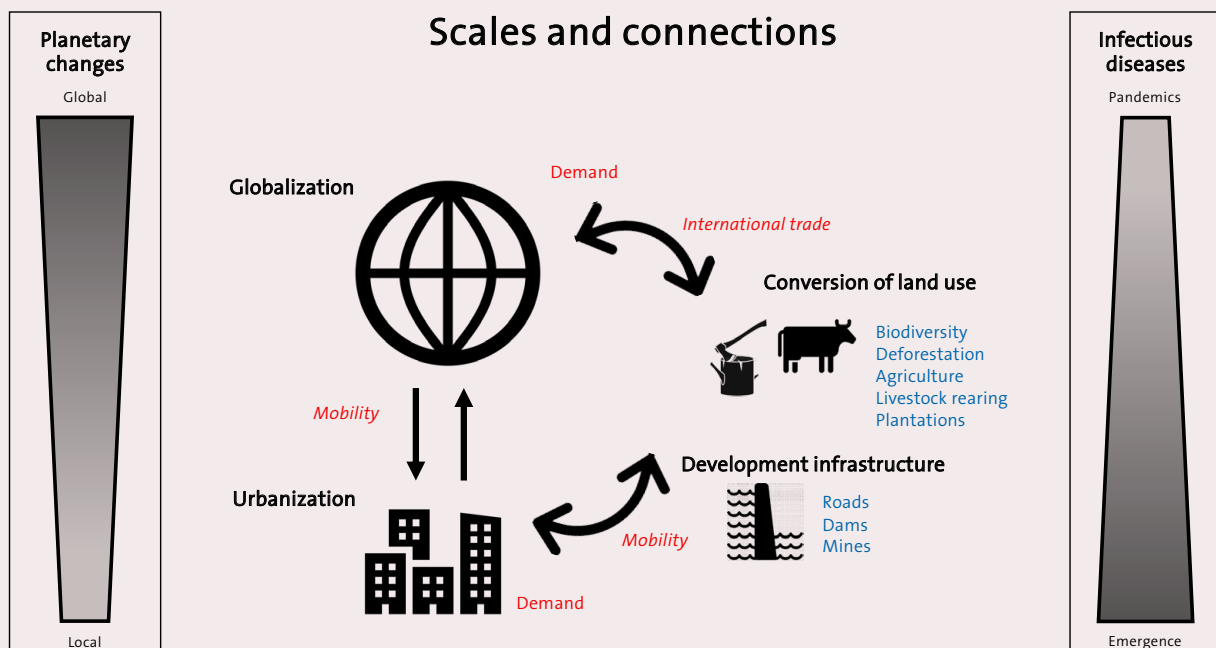 Scales and connections
Planetary
changes
Global
Local
Globalization
Demand
International trade
Conversion of land use
Biodiversity
Deforestation
Agriculture
Livestock rearing
Plantations
Mobility
Urbanization
Development infrastructure
Roads
Dams
Mines
Mobility
Demand
Infectious
diseases
Pandemics
Emergence